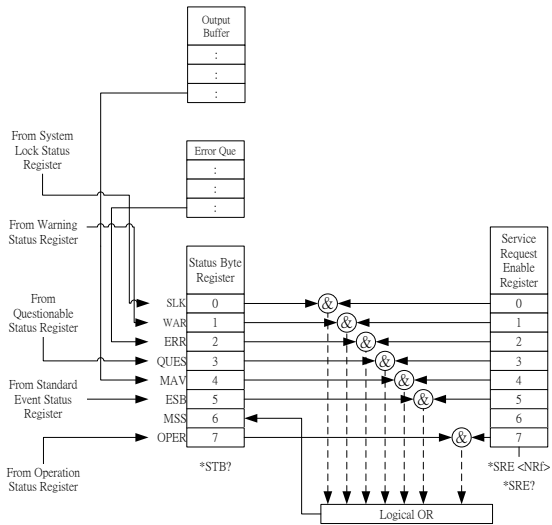 Output
Buffer
:
:
:
From System
Lock Status
Register
Error Que
:
:
:
From Warning
Status Register
Status Byte
Register
Service
Request
Enable
Register
From
Questionable
Status Register
SLK 0 & 0
WAR 1 & 1
ERR 2 & 2
QUES 3 & 3
MAV 4 & 4
ESB 5 & 5
MSS 6 6
OPER 7 & 7
From Standard
Event Status
Register
From Operation
Status Register
*STB?
*SRE <NRf>
*SRE?
Logical OR